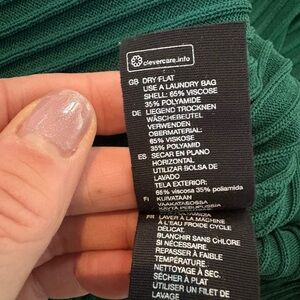 clevercare.info
GB DRY FLAT
USE A LAUNDRY BAG
SHELL: 65% VISCOSE
35% POLYAMIDE
DE LIEGEND TROCKNEN
WÄSCHEBEUTEL
VERWENDEN
OBERMATERIAL:
65% VISKOSE
35% POLYAMID
ES SECAR EN PLANO
HORIZONTAL
UTILIZAR BOLSA DE
LAVADO
TELA EXTERIOR:
65% viscosa 35% poliamida
FI KUIVATAAN
VAAKATASOSSA
FR LAVER À LA MACHINE
À L'EAU FROIDE CYCLE
DÉLICAT.
BLANCHIR SANS CHLORE
SI NÉCESSAIRE.
REPASSER À FAIBLE
TEMPÉRATURE.
NETTOYAGE À SEC.
SÉCHER À PLAT
UTILISER UN FILET DE
LAVAGE